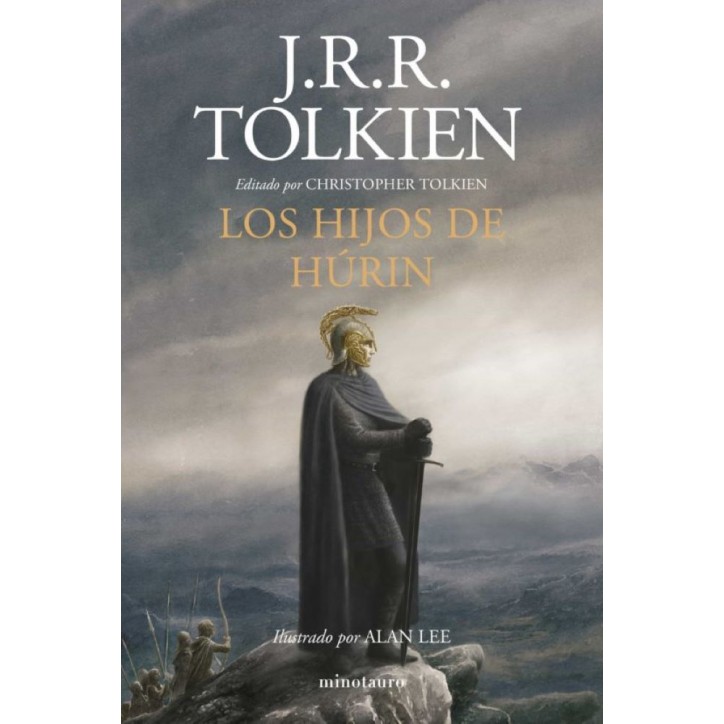 J.R.R.
TOLKIEN
Editado por CHRISTOPHER TOLKIEN
LOS HIJOS DE
HÚRIN
Ilustrado por ALAN LEE
minotauro